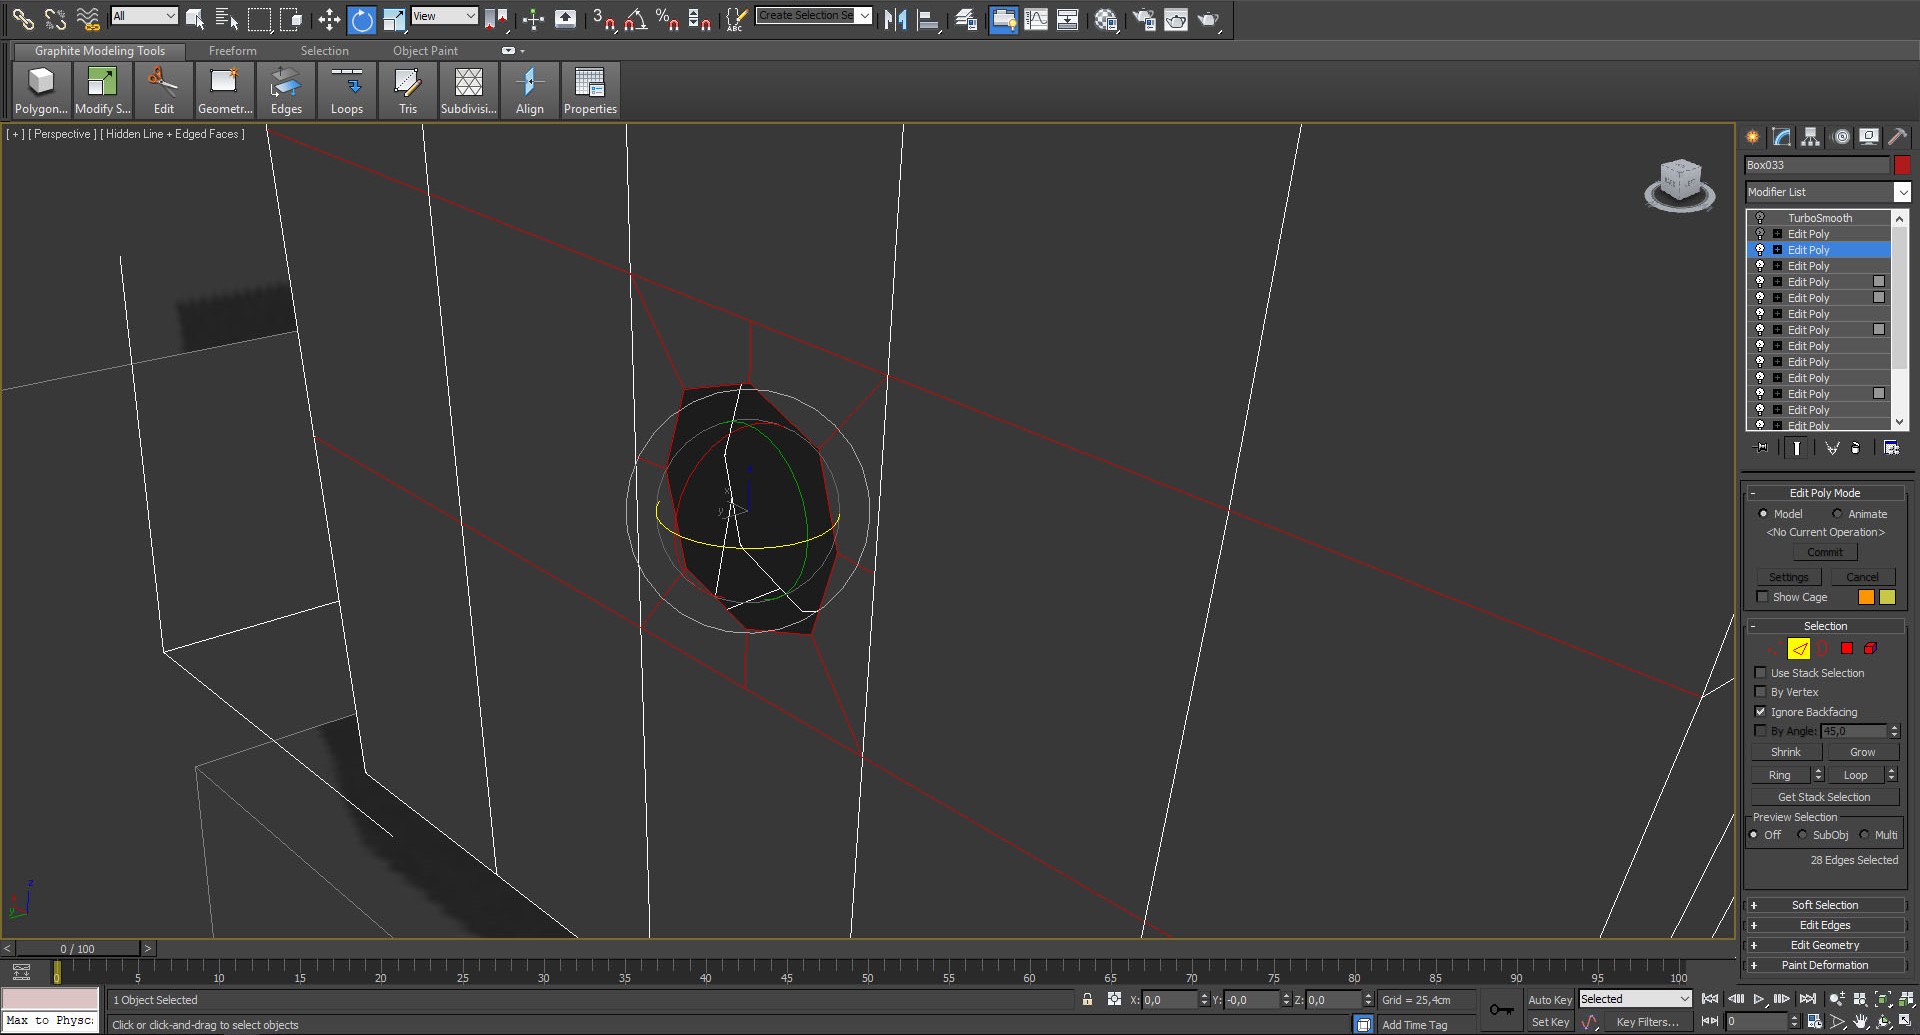 All
View
Create Selection Se
ABC
Graphite Modeling Tools Freeform Selection Object Paint
Polygon... Modify S... Edit Geometr... Edges Loops Tris Subdivisi... Align Properties
[ + ] [ Perspective ] [ Hidden Line + Edged Faces ]
Box033
Modifier List
TurboSmooth
Edit Poly
Edit Poly
Edit Poly
Edit Poly
Edit Poly
Edit Poly
Edit Poly
Edit Poly
Edit Poly
Edit Poly
Edit Poly
Edit Poly
Edit Poly
- Edit Poly Mode
Model Animate
<No Current Operation>
Commit
Settings Cancel
Show Cage
- Selection
Use Stack Selection
By Vertex
Ignore Backfacing
By Angle: 45,0
Shrink Grow
Ring Loop
Get Stack Selection
Preview Selection
Off SubObj Multi
28 Edges Selected
+ Soft Selection
+ Edit Edges
+ Edit Geometry
+ Paint Deformation
x
y
z
y
< 0 / 100 >
0 5 10 15 20 25 30 35 40 45 50 55 60 65 70 75 80 85 90 95 100
1 Object Selected X: 0,0 Y: -0,0 Z: 0,0 Grid = 25,4cm Auto Key Selected
Max to Physc: Click or click-and-drag to select objects Add Time Tag Set Key Key Filters... 0